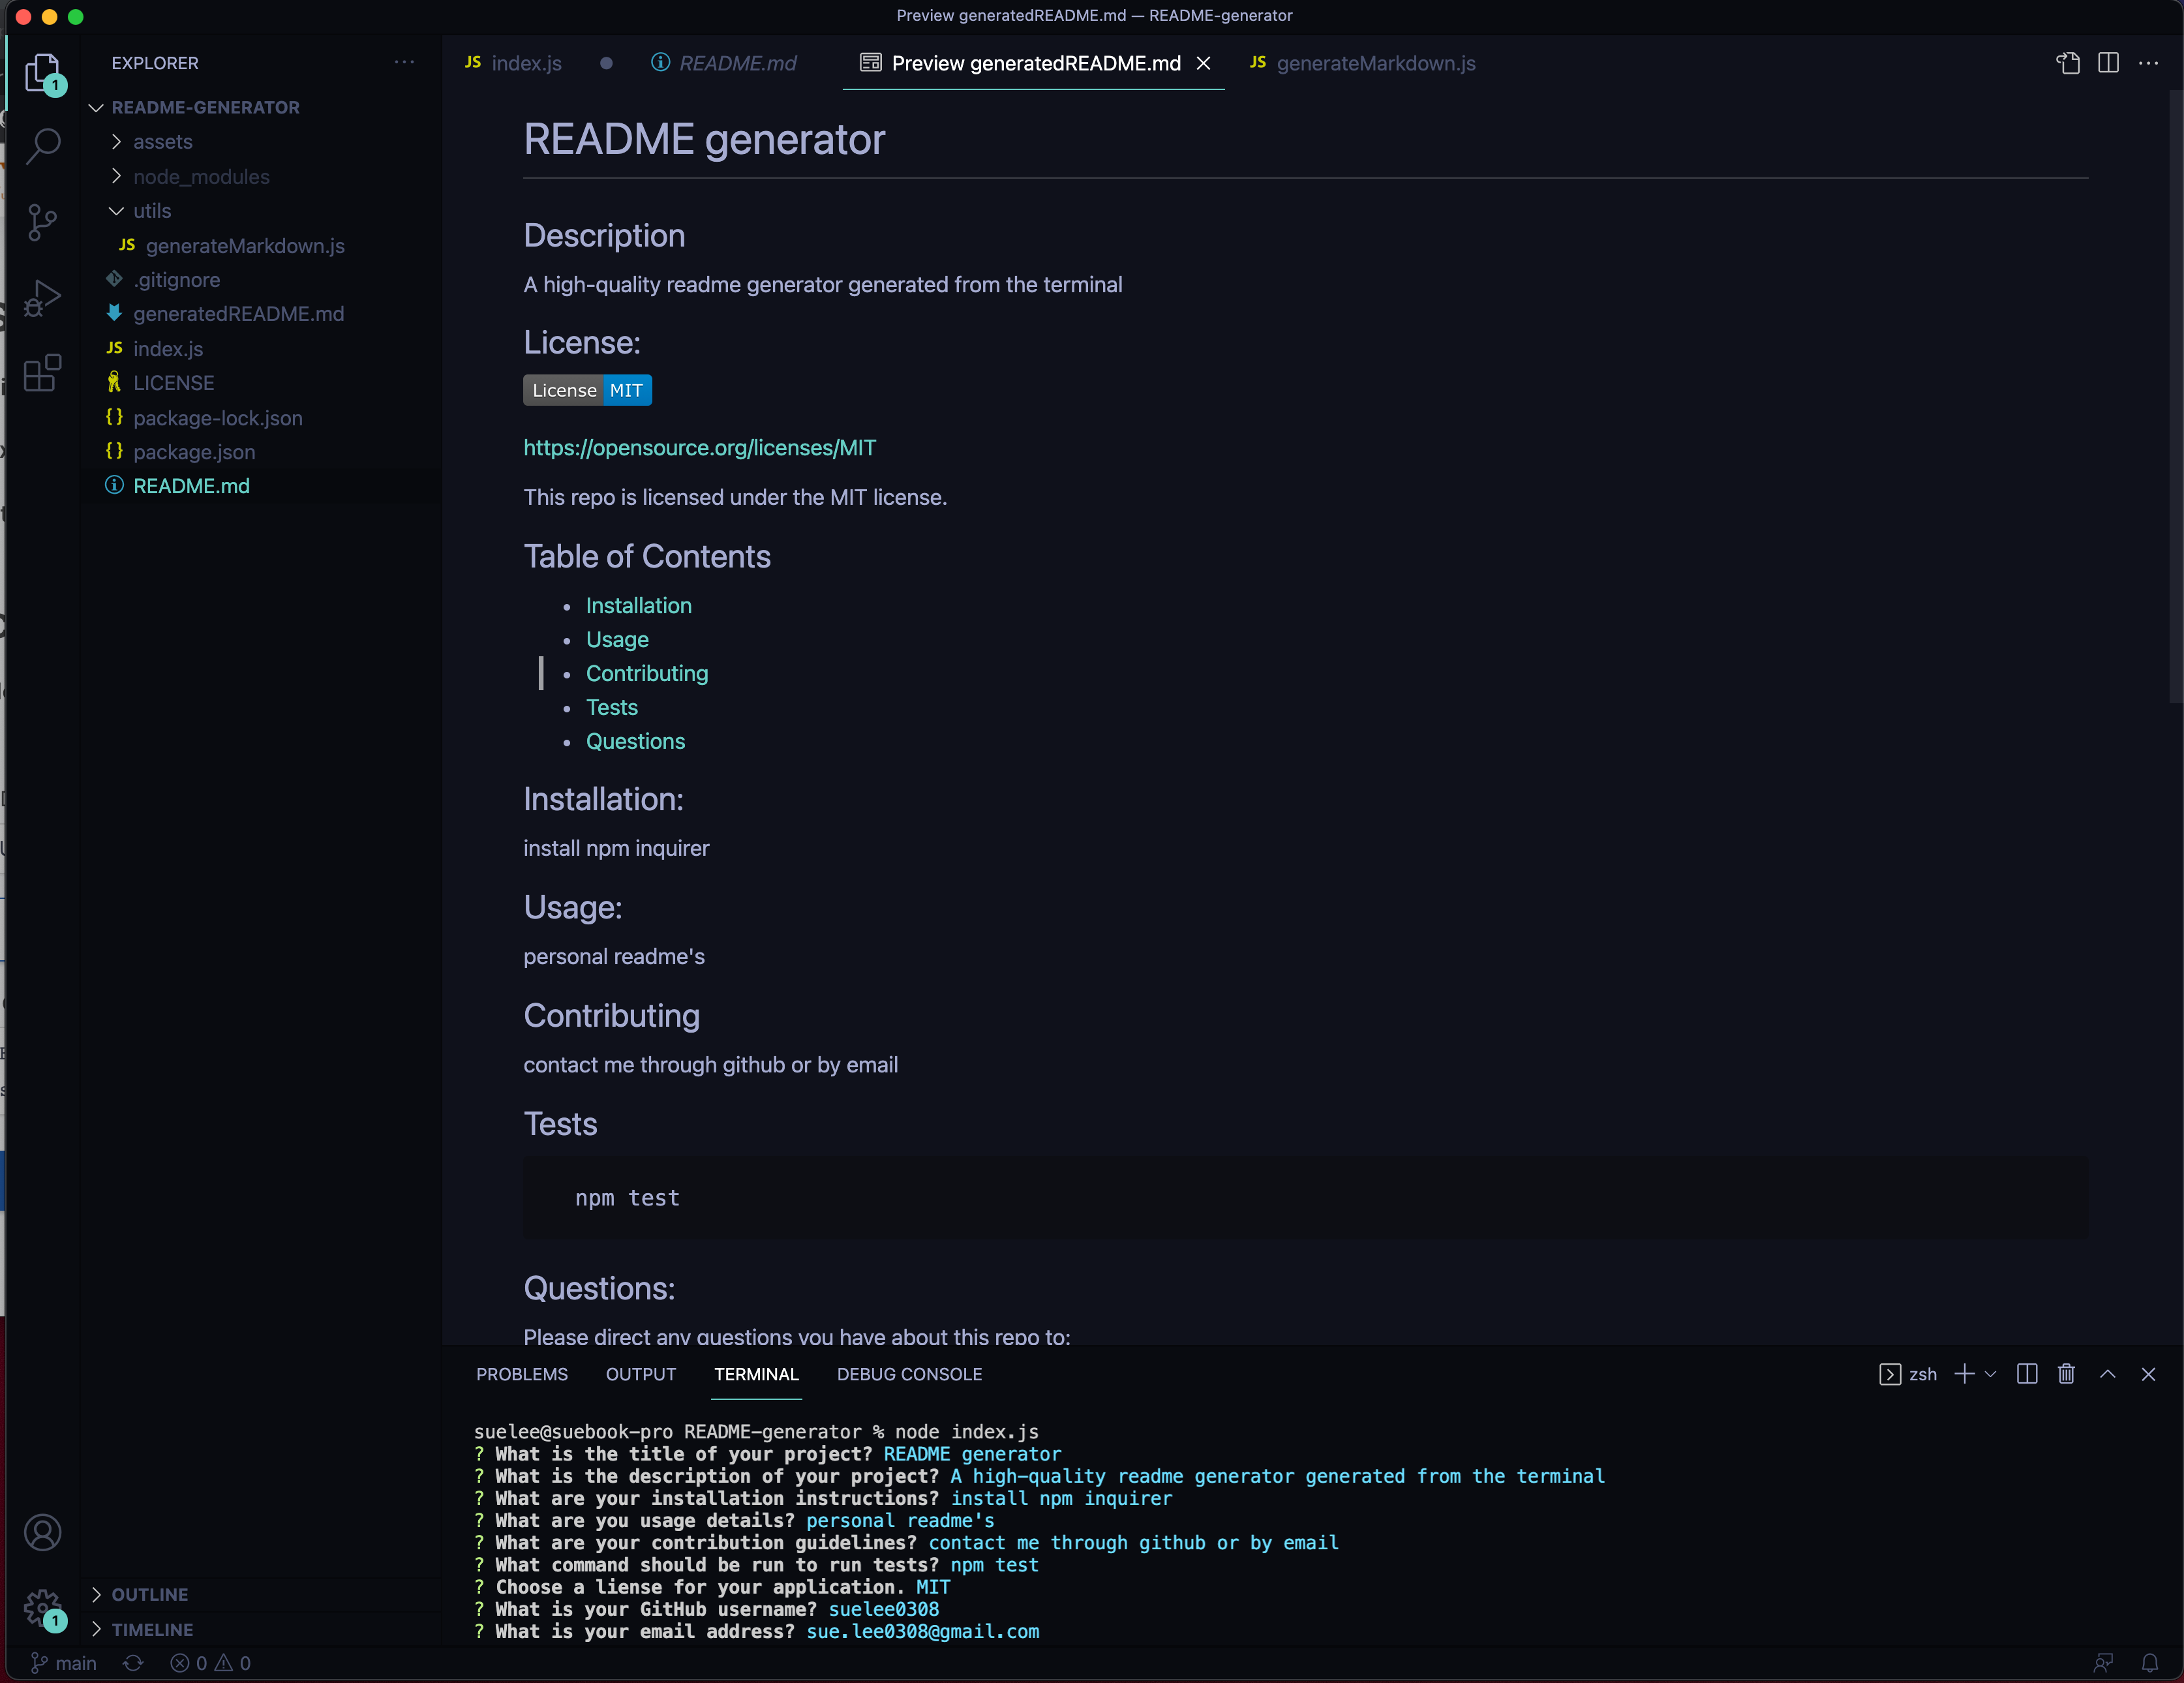 Preview generatedREADME.md — README-generator
EXPLORER
README-GENERATOR
assets
node_modules
utils
JS generateMarkdown.js
.gitignore
generatedREADME.md
JS index.js
LICENSE
{} package-lock.json
{} package.json
README.md
OUTLINE
TIMELINE
1
1
JS index.js
README.md
Preview generatedREADME.md
JS generateMarkdown.js
README generator
Description
A high-quality readme generator generated from the terminal
License:
License MIT
https://opensource.org/licenses/MIT
This repo is licensed under the MIT license.
Table of Contents
• Installation
• Usage
• Contributing
• Tests
• Questions
Installation:
install npm inquirer
Usage:
personal readme's
Contributing
contact me through github or by email
Tests
npm test
Questions:
Please direct any questions you have about this repo to:
PROBLEMS OUTPUT TERMINAL DEBUG CONSOLE
zsh
suelee@suebook-pro README-generator % node index.js
? What is the title of your project? README generator
? What is the description of your project? A high-quality readme generator generated from the terminal
? What are your installation instructions? install npm inquirer
? What are you usage details? personal readme's
? What are your contribution guidelines? contact me through github or by email
? What command should be run to run tests? npm test
? Choose a liense for your application. MIT
? What is your GitHub username? suelee0308
? What is your email address? sue.lee0308@gmail.com
main 0 0